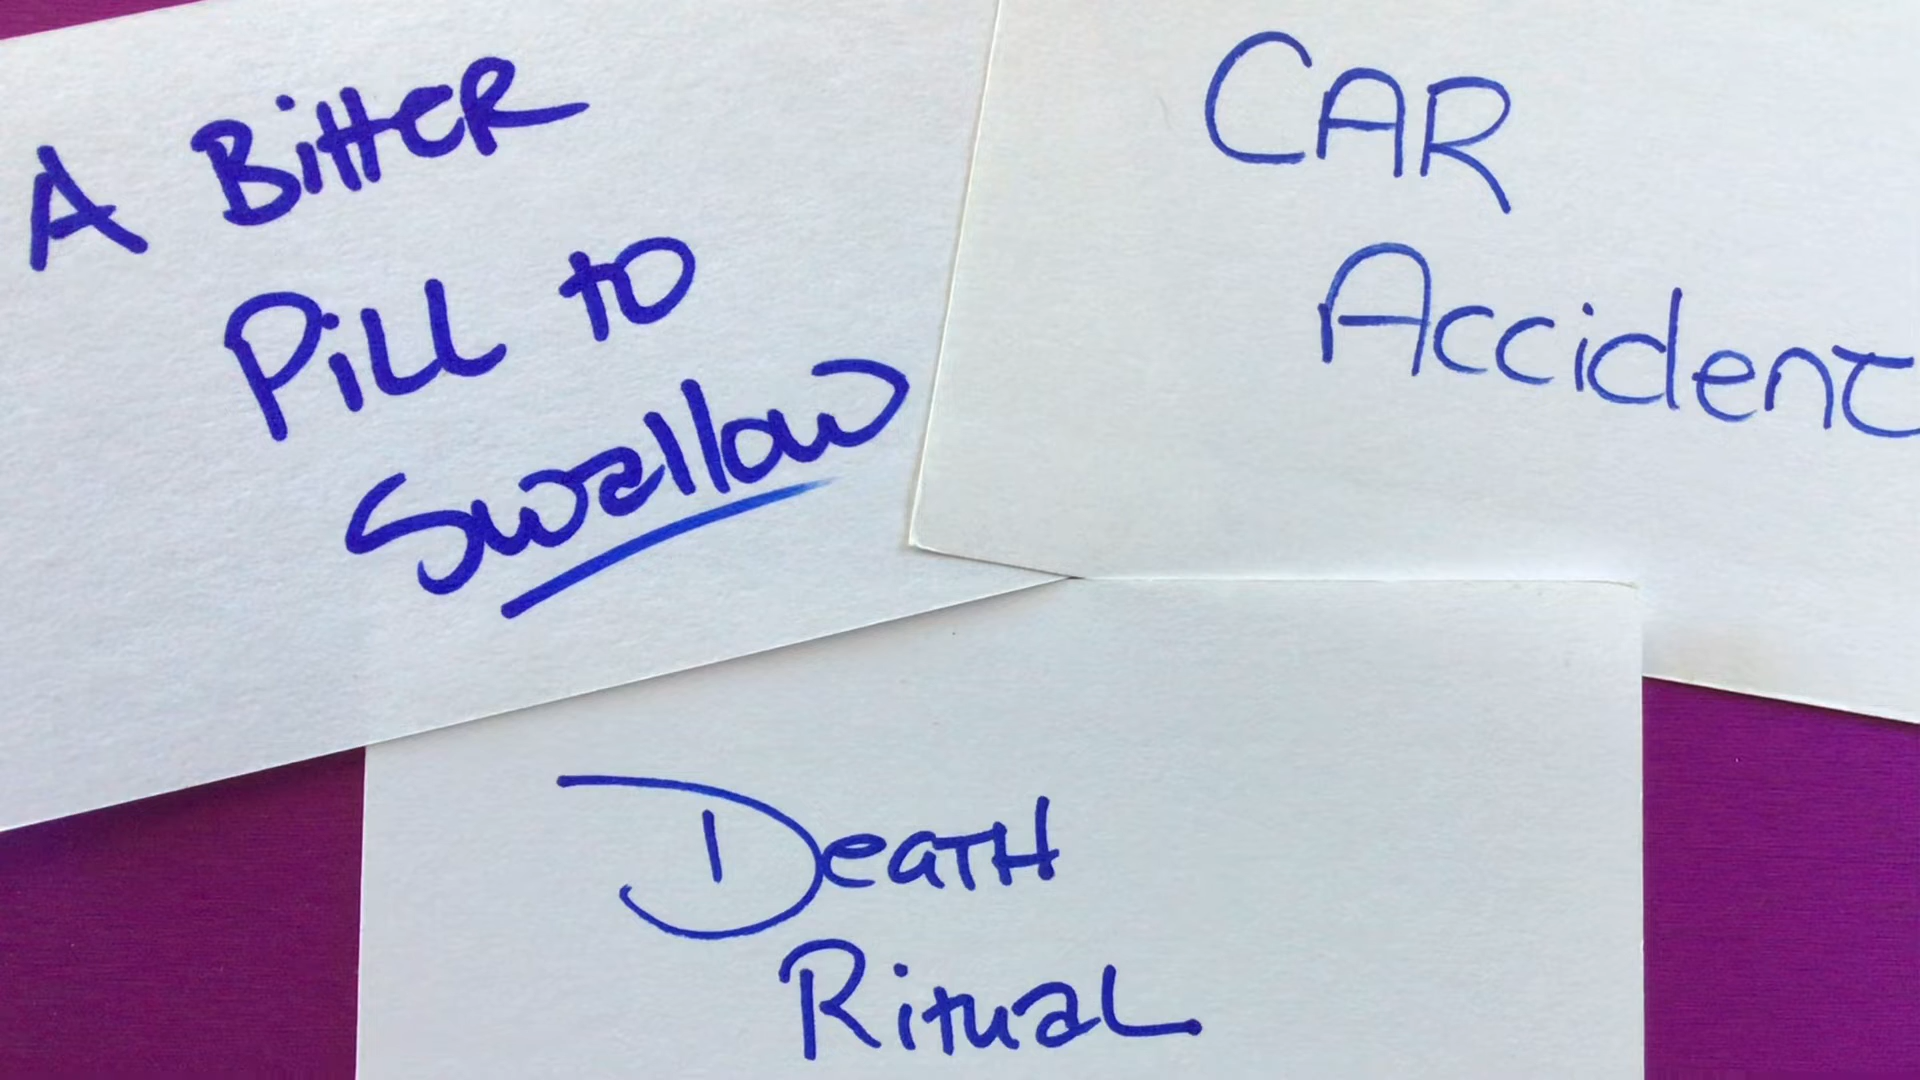 A Bitter
Pill to
Swallow
CAR
Accident
Death
Ritual